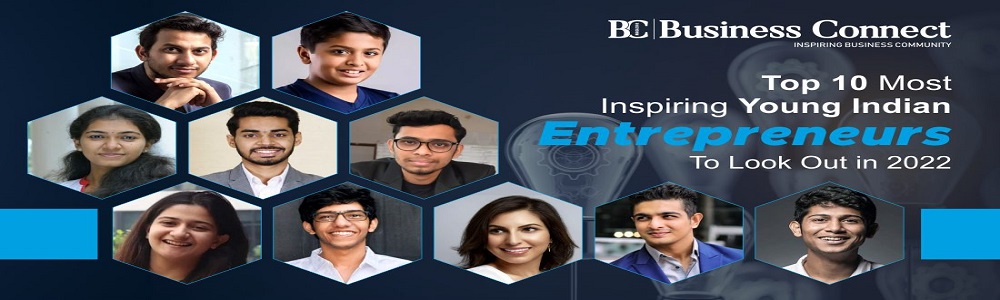 BC | Business Connect
INSPIRING BUSINESS COMMUNITY
Top 10 Most
Inspiring Young Indian
Entrepreneurs
To Look Out in 2022